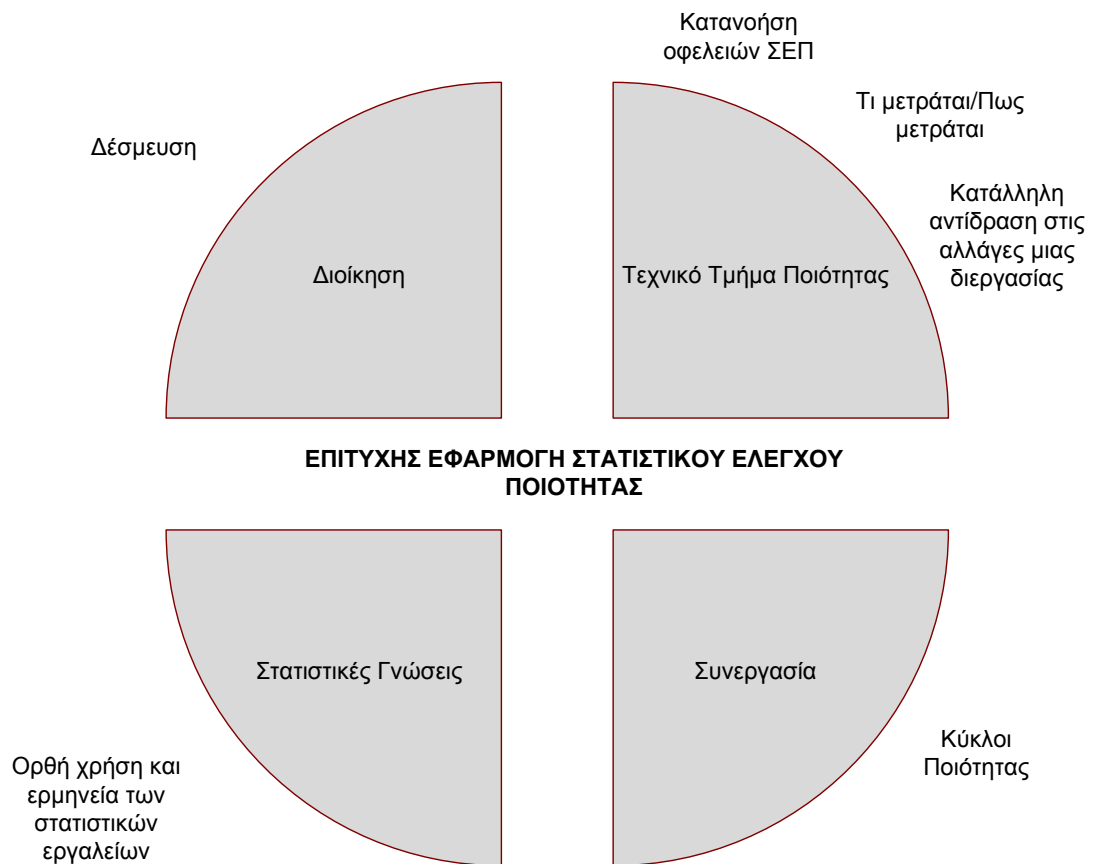 Κατανοήση
οφελειών ΣΕΠ
Τι μετράται/Πως
μετράται
Δέσμευση
Κατάλληλη
αντίδραση στις
αλλάγες μιας
διεργασίας
Διοίκηση
Τεχνικό Τμήμα Ποιότητας
ΕΠΙΤΥΧΗΣ ΕΦΑΡΜΟΓΗ ΣΤΑΤΙΣΤΙΚΟΥ ΕΛΕΓΧΟΥ
ΠΟΙΟΤΗΤΑΣ
Στατιστικές Γνώσεις
Συνεργασία
Κύκλοι
Ποιότητας
Ορθή χρήση και
ερμηνεία των
στατιστικών
εργαλείων